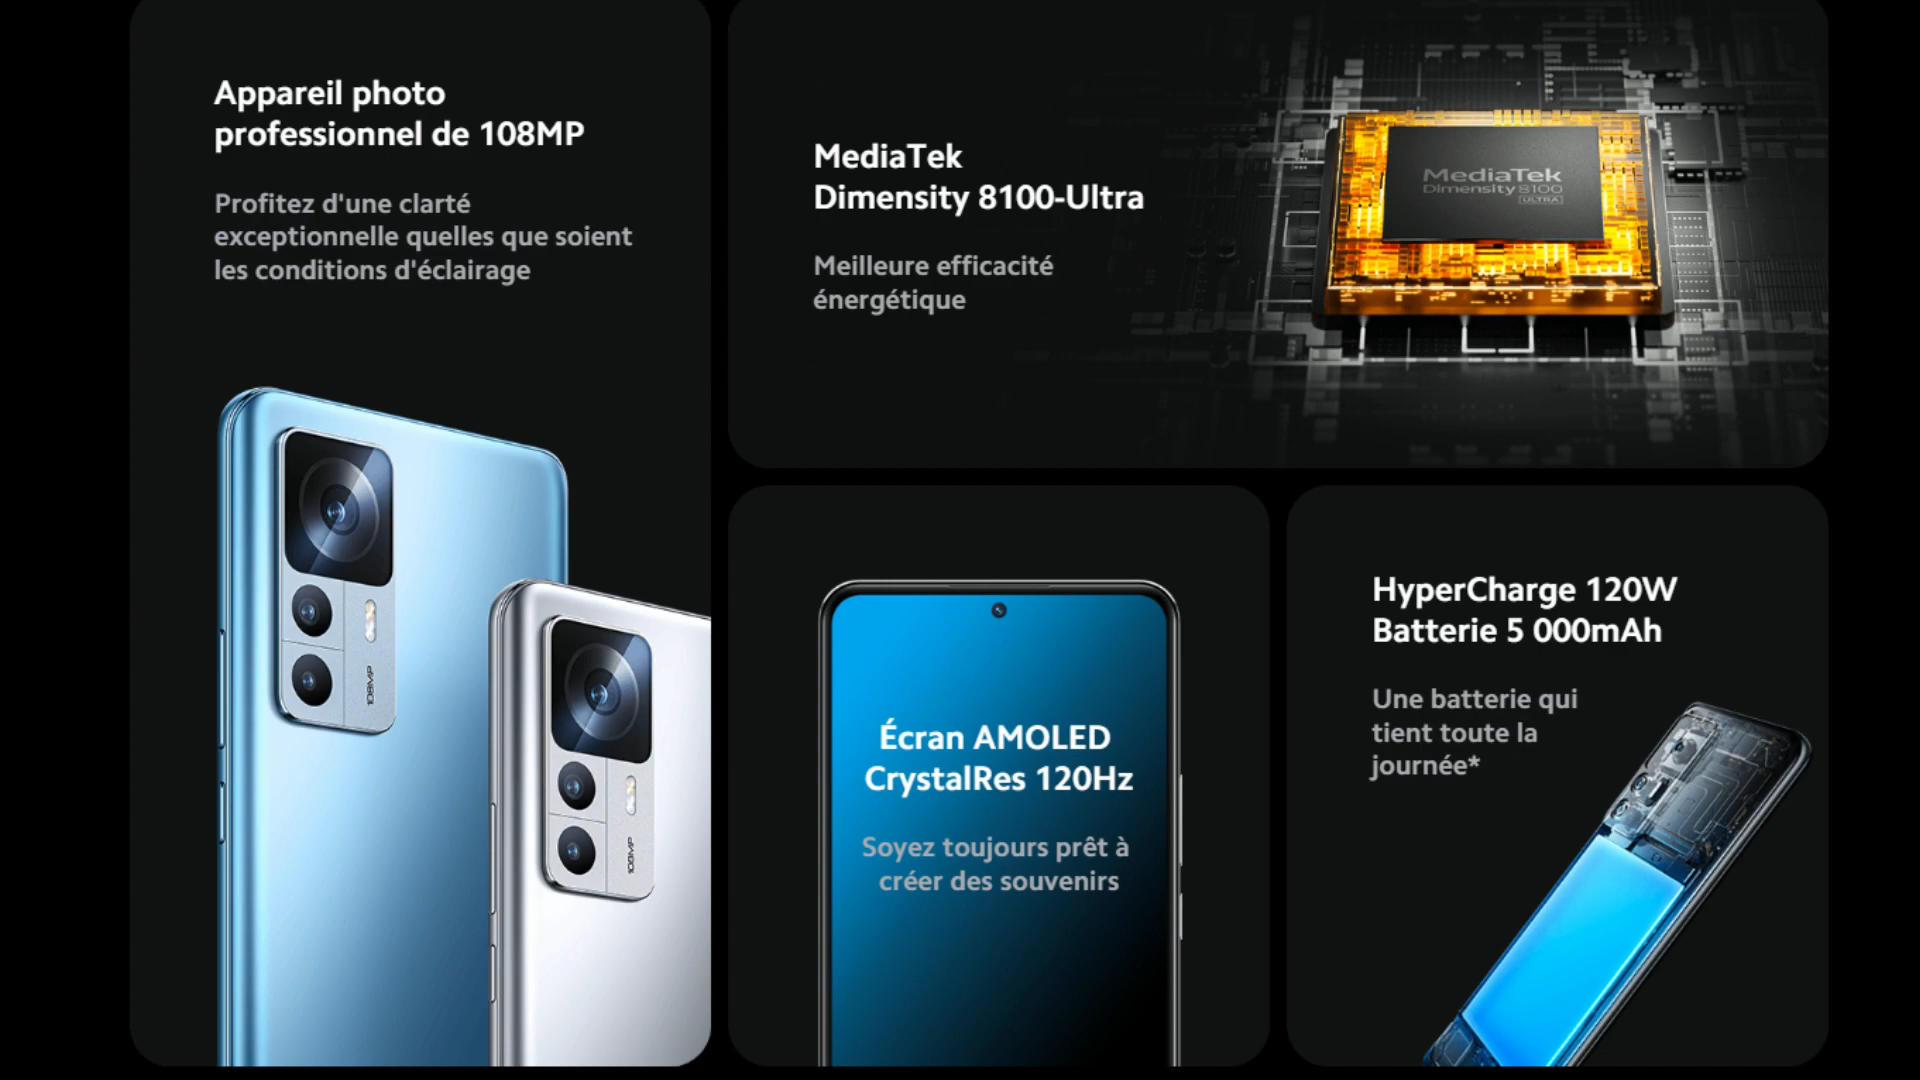 Appareil photo
professionnel de 108MP
Profitez d'une clarté
exceptionnelle quelles que soient
les conditions d'éclairage
108MP
108MP
MediaTek
Dimensity 8100-Ultra
Meilleure efficacité
énergétique
MediaTek
Dimensity 8100
ULTRA
Écran AMOLED
CrystalRes 120Hz
Soyez toujours prêt à
créer des souvenirs
HyperCharge 120W
Batterie 5 000mAh
Une batterie qui
tient toute la
journée*